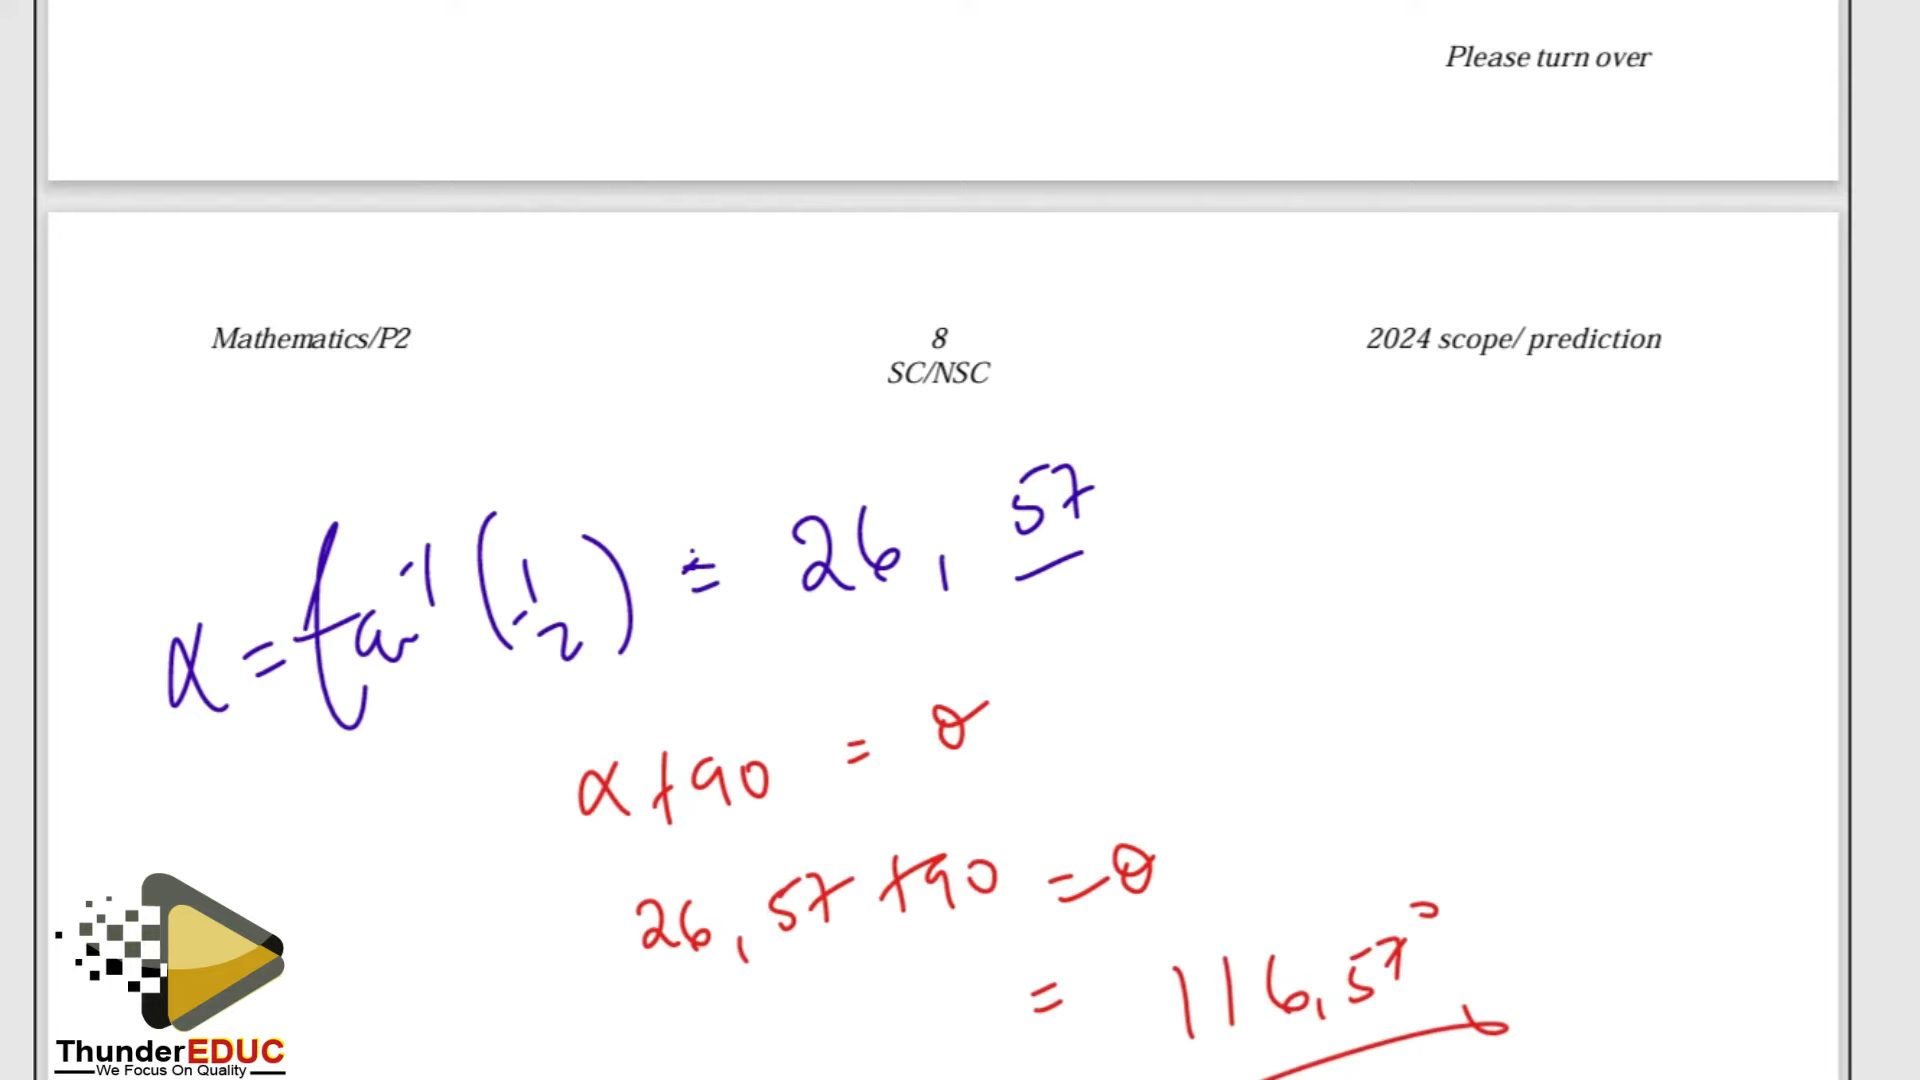 Please turn over
Mathematics/P2 8 2024 scope/ prediction
SC/NSC
α = tan⁻¹ (1/2) = 26,57
α + 90 = θ
26,57 + 90 = θ
= 116,57°
ThunderEDUC
We Focus On Quality